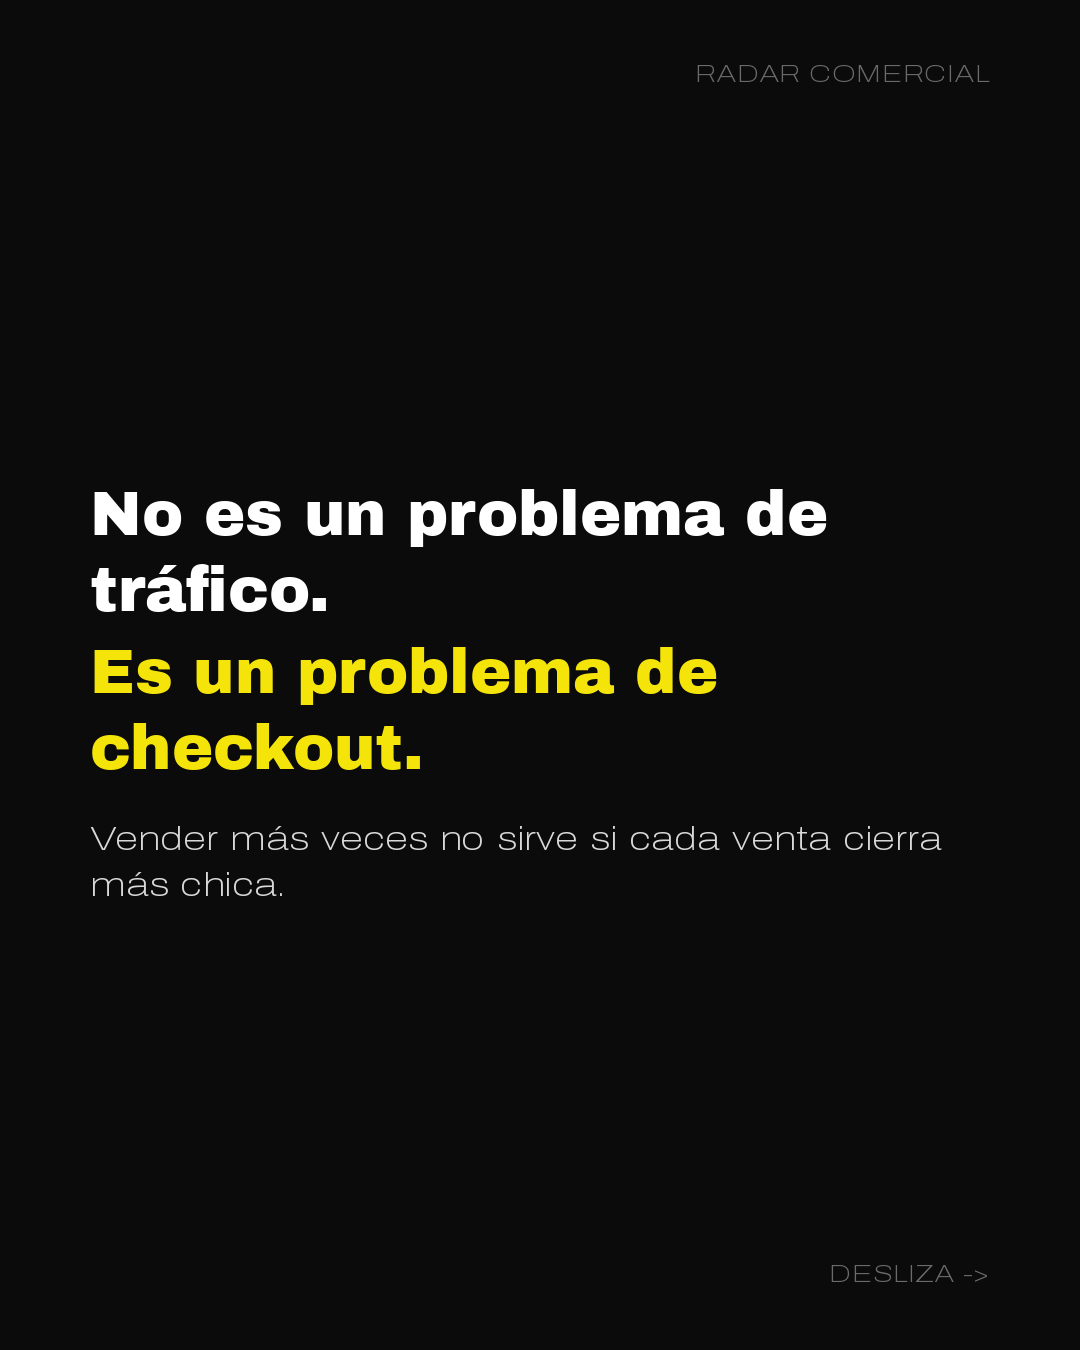 RADAR COMERCIAL
No es un problema de
tráfico.
Es un problema de
checkout.
Vender más veces no sirve si cada venta cierra
más chica.
DESLIZA ->